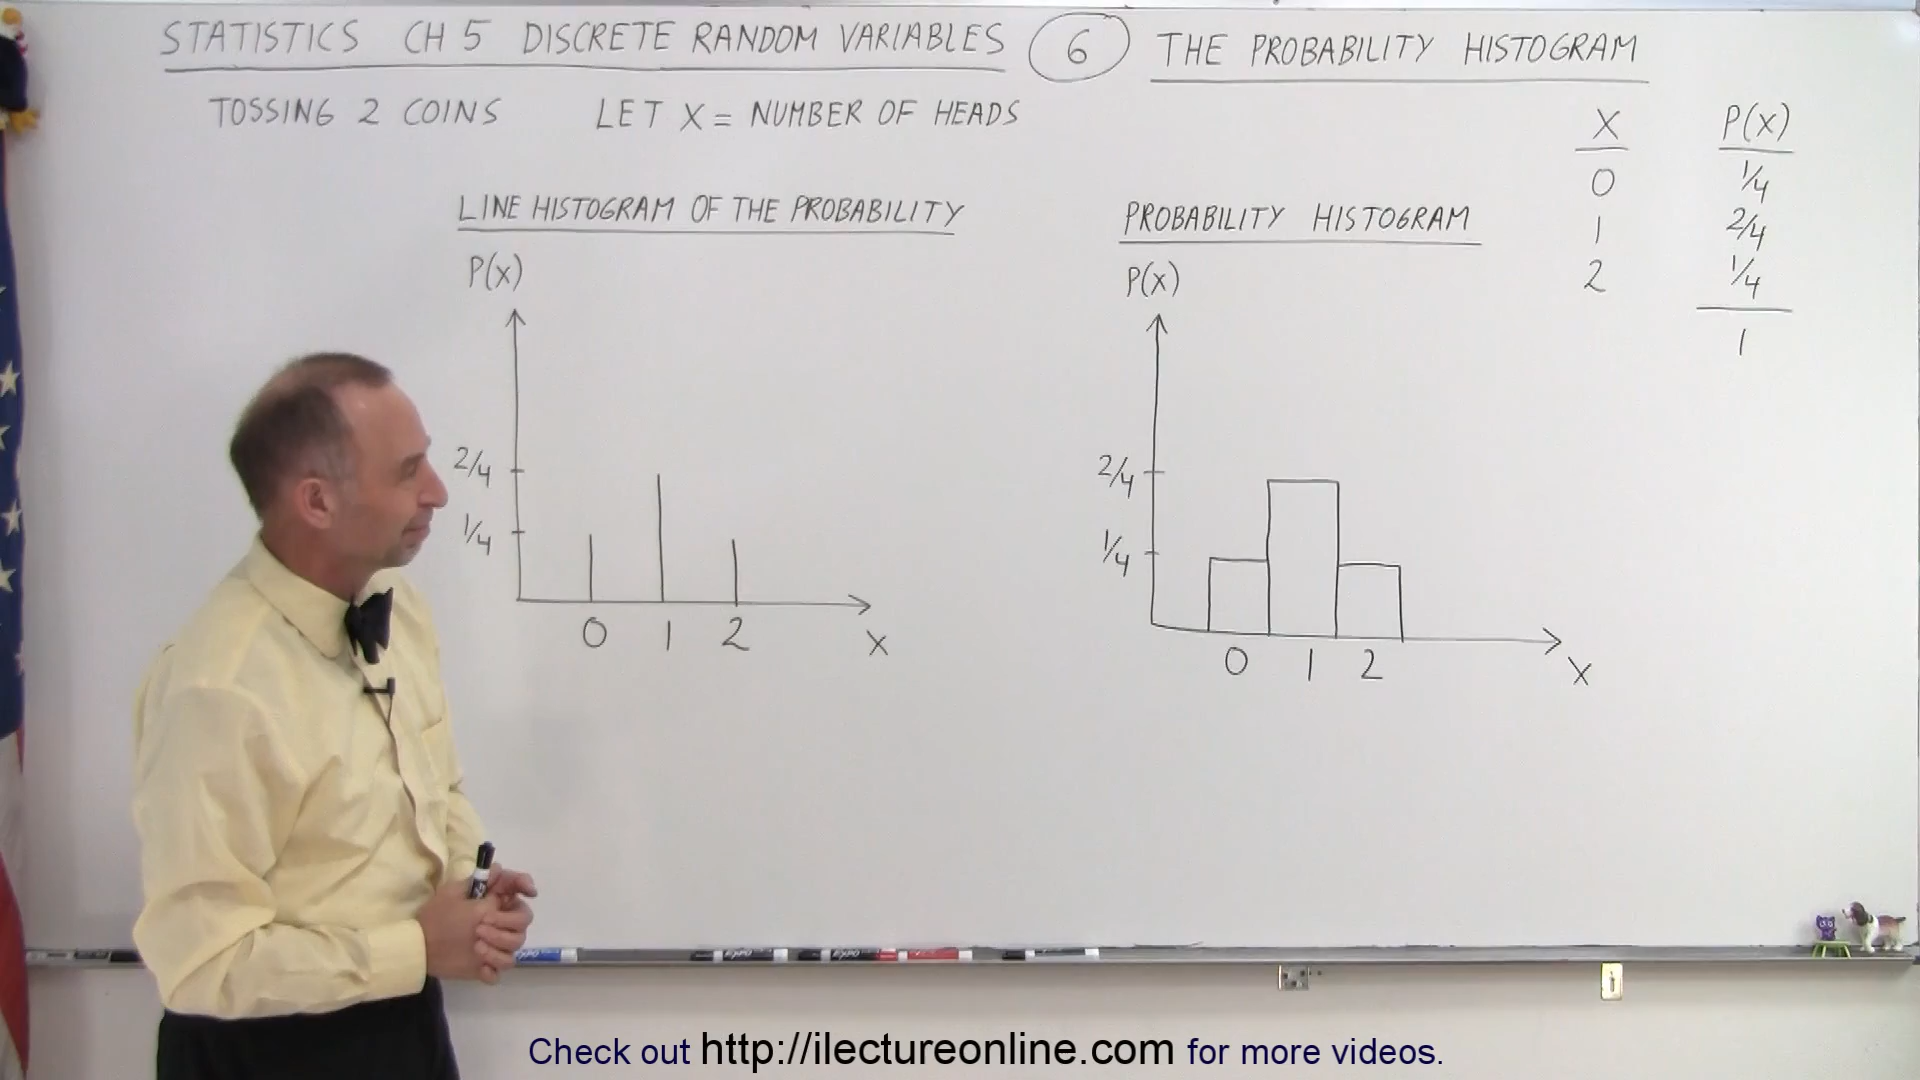 STATISTICS CH 5 DISCRETE RANDOM VARIABLES 6 THE PROBABILITY HISTOGRAM
TOSSING 2 COINS LET X = NUMBER OF HEADS
X P(X)
0 1/4
1 2/4
2 1/4
1
LINE HISTOGRAM OF THE PROBABILITY
P(X)
2/4
1/4
0 1 2 X
PROBABILITY HISTOGRAM
P(X)
2/4
1/4
0 1 2 X
Check out http://ilectureonline.com for more videos.